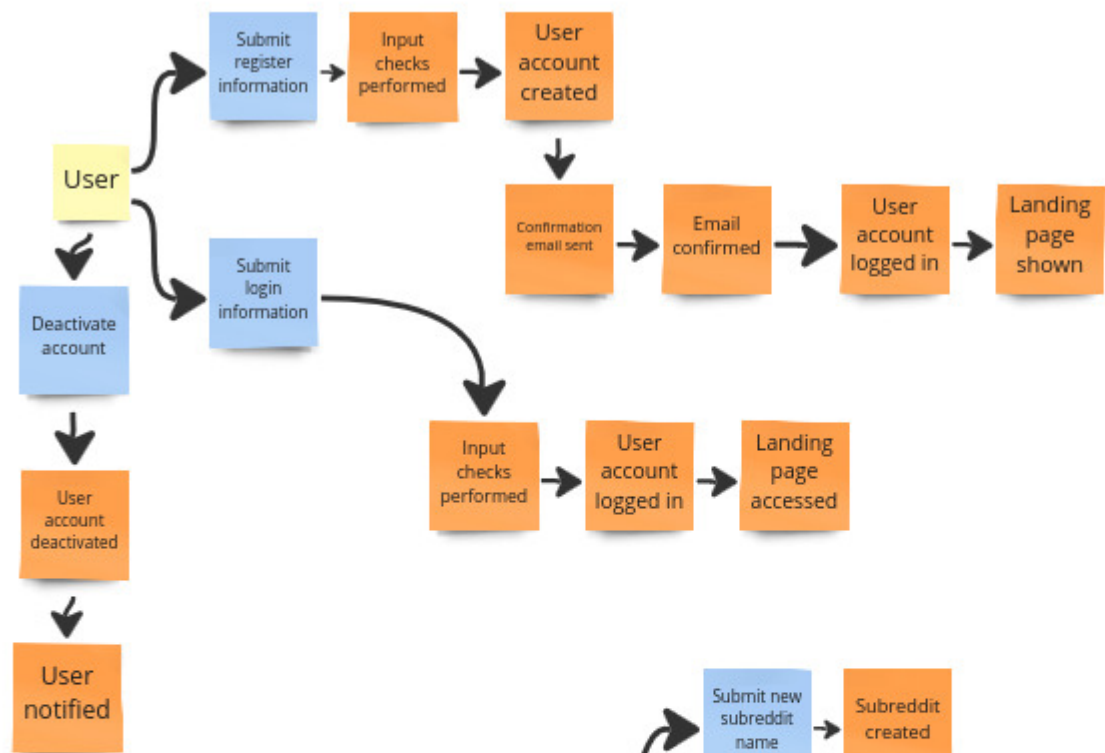 Submit
register
information
Input
checks
performed
User
account
created
User
Confirmation
email sent
Email
confirmed
User
account
logged in
Landing
page
shown
Submit
login
information
Deactivate
account
Input
checks
performed
User
account
logged in
Landing
page
accessed
User
account
deactivated
User
notified
Submit new
subreddit
name
Subreddit
created